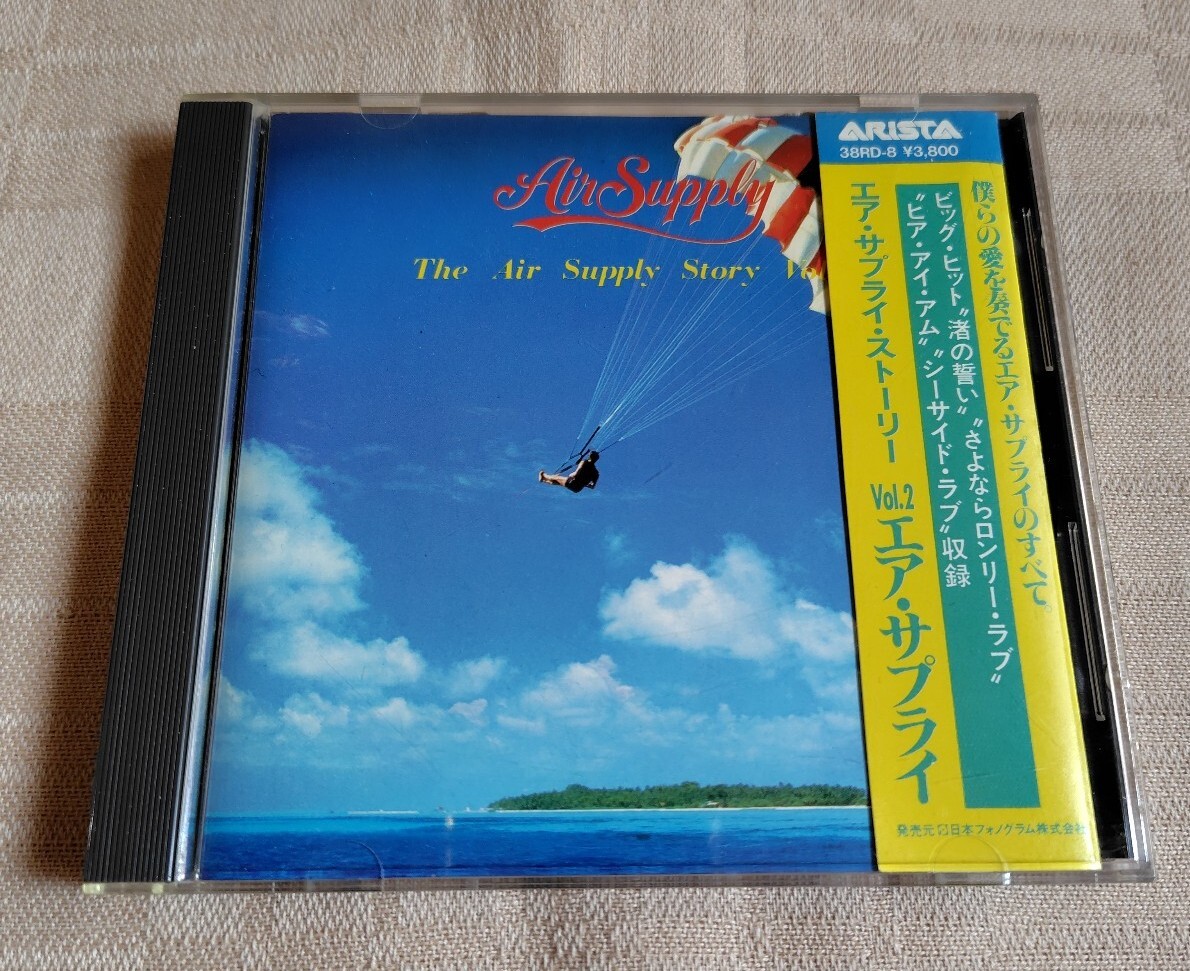 Air Supply
The Air Supply Story
ARISTA
38RD-8 ¥3,800
僕らの愛を奏でるエア・サプライのすべて。
ビッグ・ヒット〝渚の誓い〟〝さよならロンリー・ラブ〟
〝ヒア・アイ・アム〟〝シーサイド・ラブ〟収録
エア・サプライ・ストーリー Vol.2 エア・サプライ
発売元 日本フォノグラム株式会社